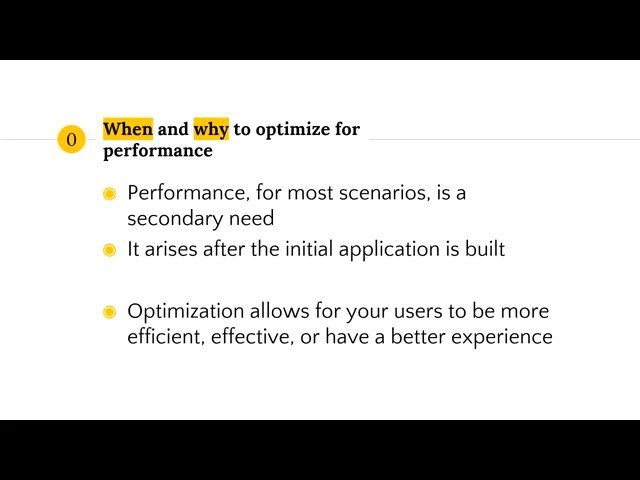 0
When and why to optimize for
performance
Performance, for most scenarios, is a
secondary need
It arises after the initial application is built
Optimization allows for your users to be more
efficient, effective, or have a better experience